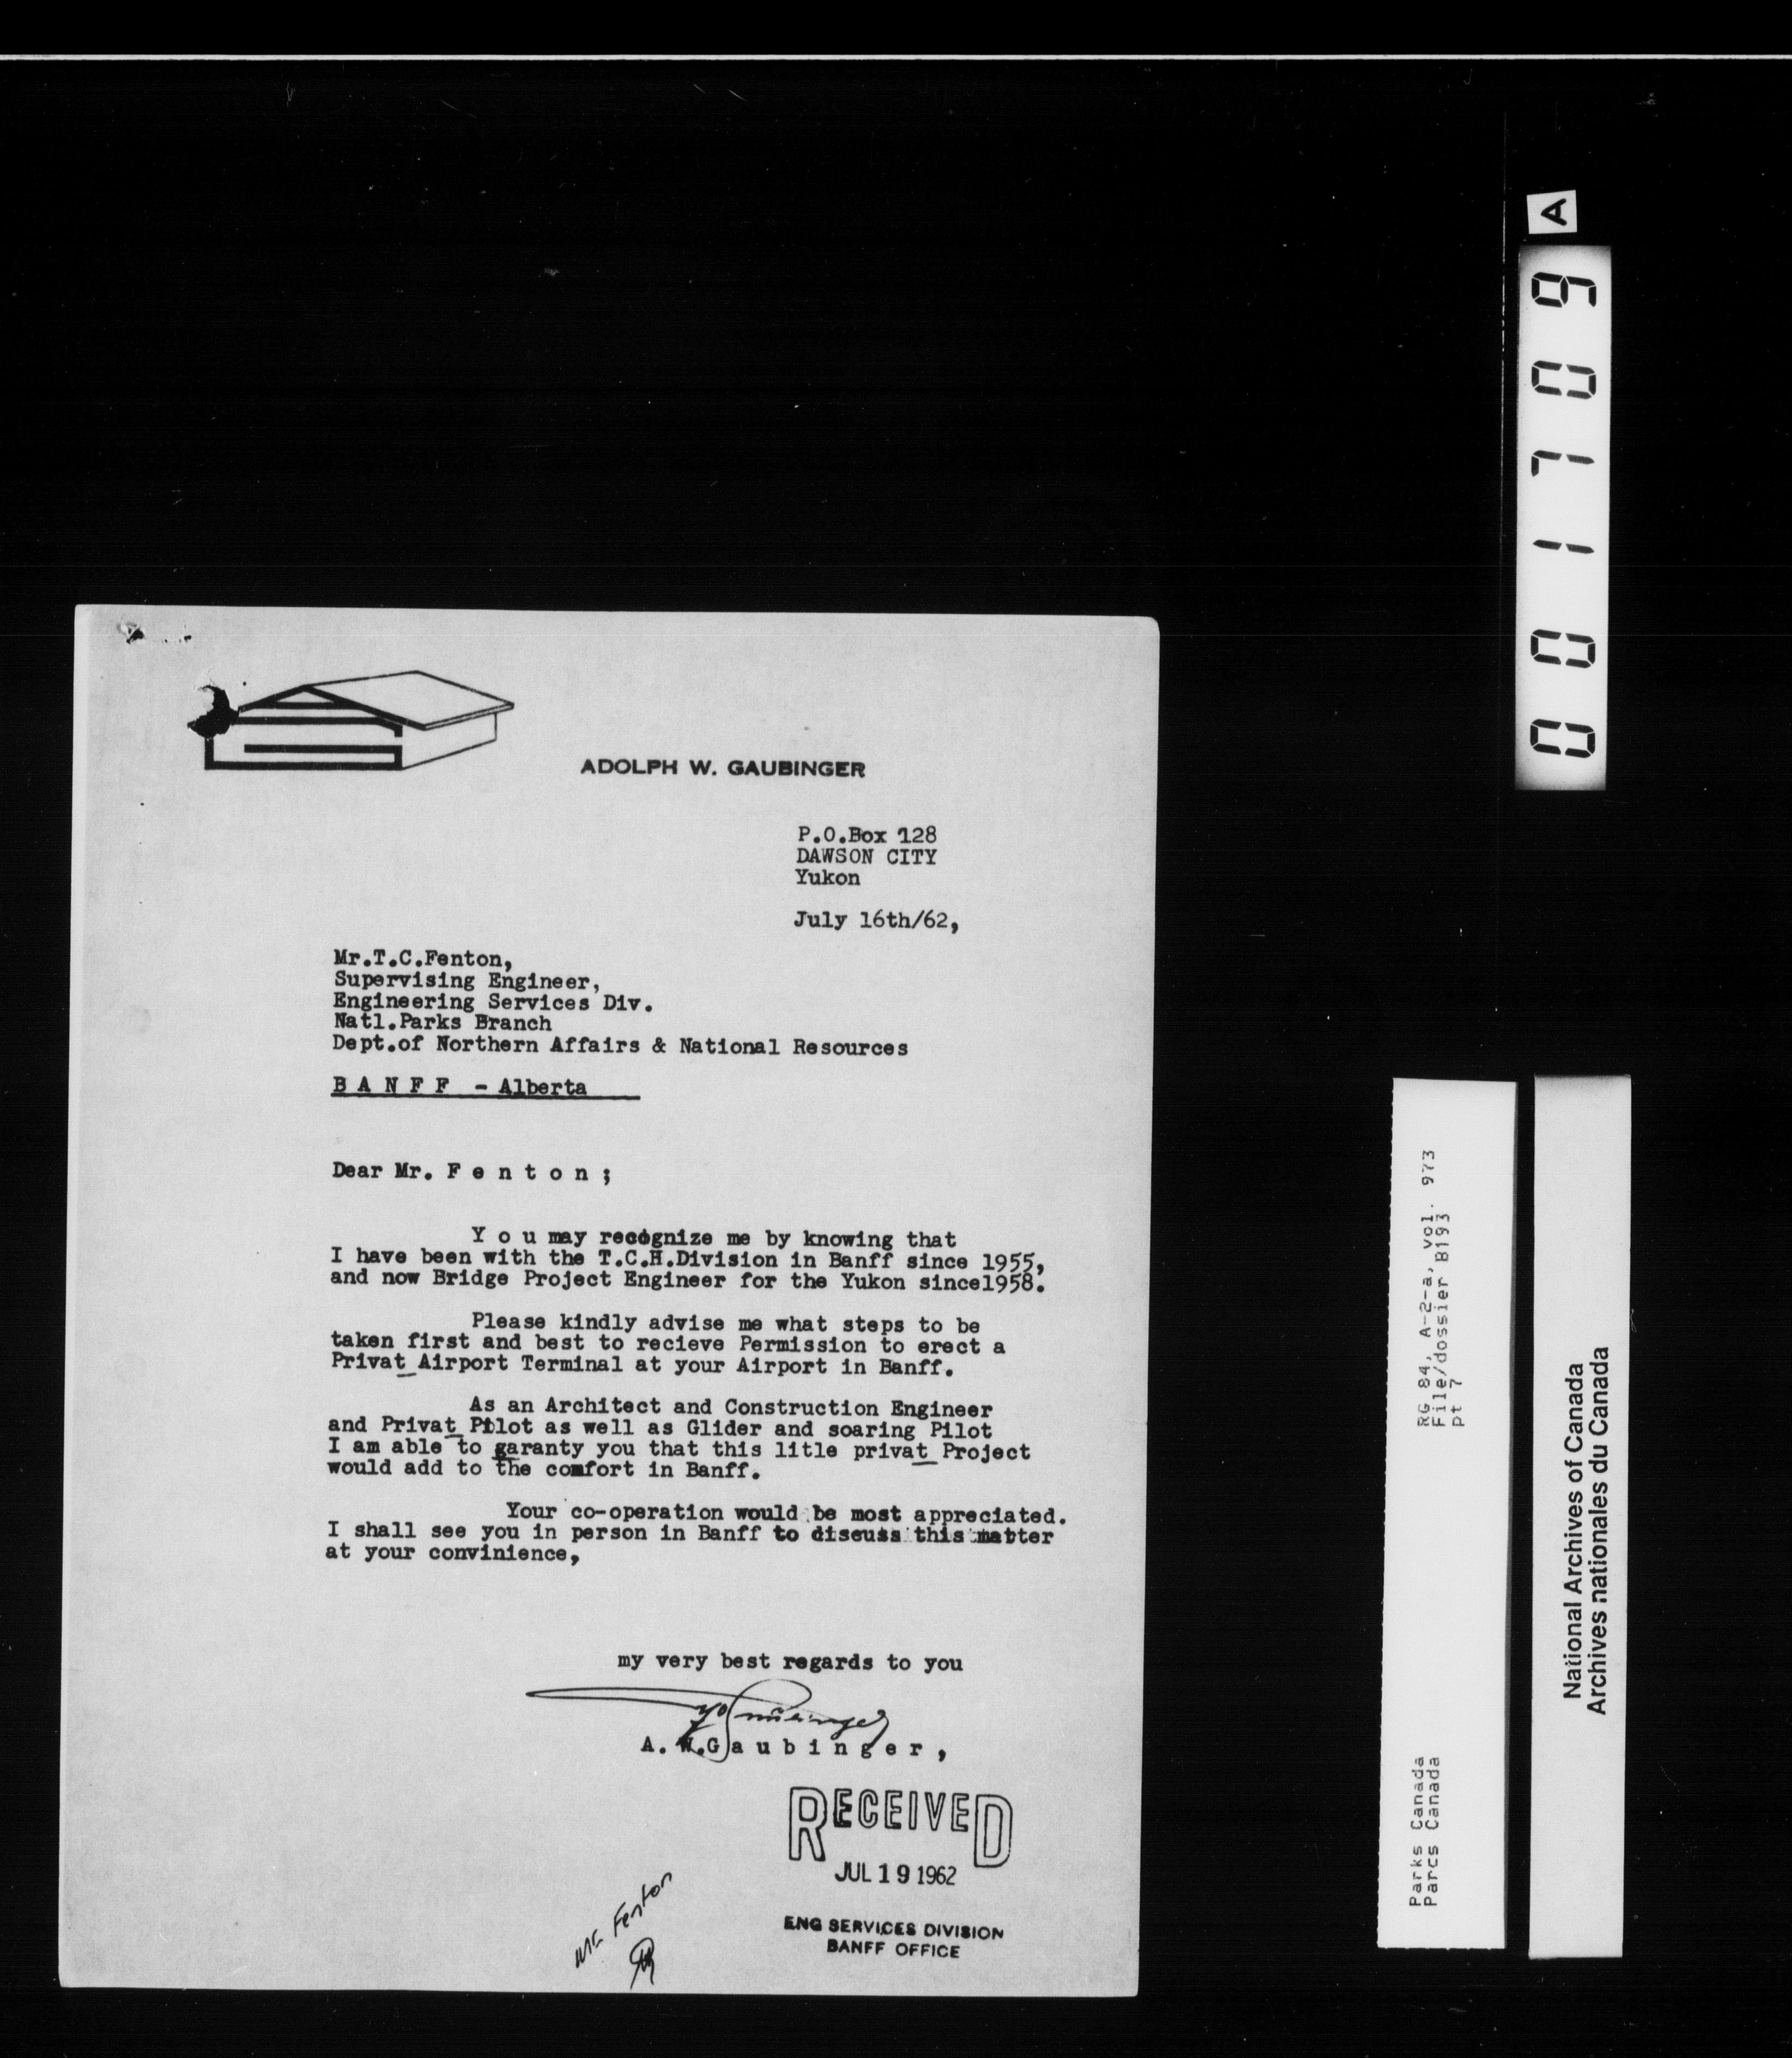 ADOLPH W. GAUBINGER
P.O.Box 128
DAWSON CITY
Yukon
July 16th/62,
Mr.T.C.Fenton,
Supervising Engineer,
Engineering Services Div.
Natl.Parks Branch
Dept.of Northern Affairs & National Resources
B A N F F - Alberta
Dear Mr. F e n t o n ;
Y o u may recognize me by knowing that
I have been with the T.C.H.Division in Banff since 1955,
and now Bridge Project Engineer for the Yukon since1958.
Please kindly advise me what steps to be
taken first and best to recieve Permission to erect a
Privat_Airport Terminal at your Airport in Banff.
As an Architect and Construction Engineer
and Privat_Pilot as well as Glider and soaring Pilot
I am able to garanty you that this litle privat_Project
would add to the comfort in Banff.
Your co-operation would be most appreciated.
I shall see you in person in Banff to discuss this matter
at your convinience,
my very best regards to you
A. W.G a u b i n g e r ,
RECEIVED
JUL 19 1962
ENG SERVICES DIVISION
BANFF OFFICE
Mr Fenton
A
001709
RG 84, A-2-a, vol. 973
File/dossier B193
pt 7
Parks Canada
Parcs Canada
National Archives of Canada
Archives nationales du Canada